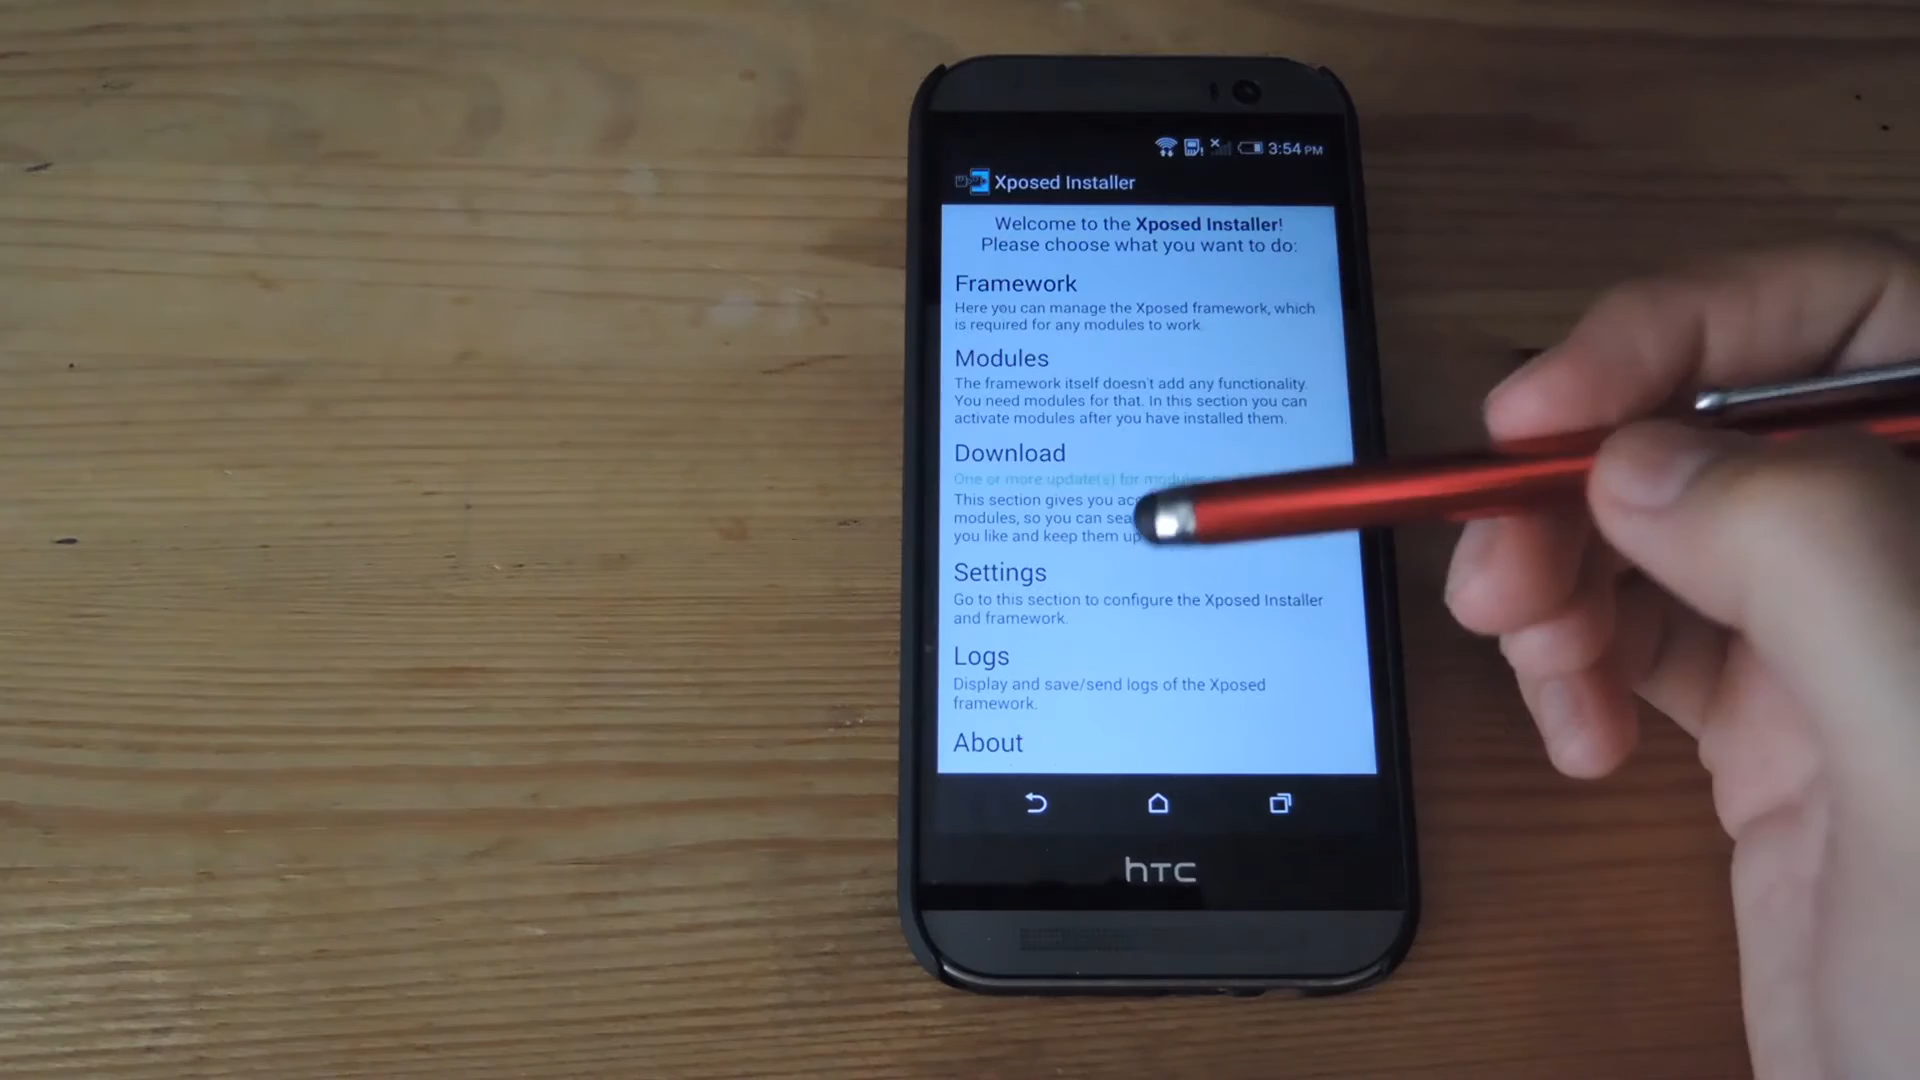 3:54 PM
Xposed Installer
Welcome to the Xposed Installer!
Please choose what you want to do:
Framework
Here you can manage the Xposed framework, which
is required for any modules to work.
Modules
The framework itself doesn't add any functionality.
You need modules for that. In this section you can
activate modules after you have installed them.
Download
One or more update(s) for modules
This section gives you
modules, so you can
you like and keep them
Settings
Go to this section to configure the Xposed Installer
and framework.
Logs
Display and save/send logs of the Xposed
framework.
About
hTC